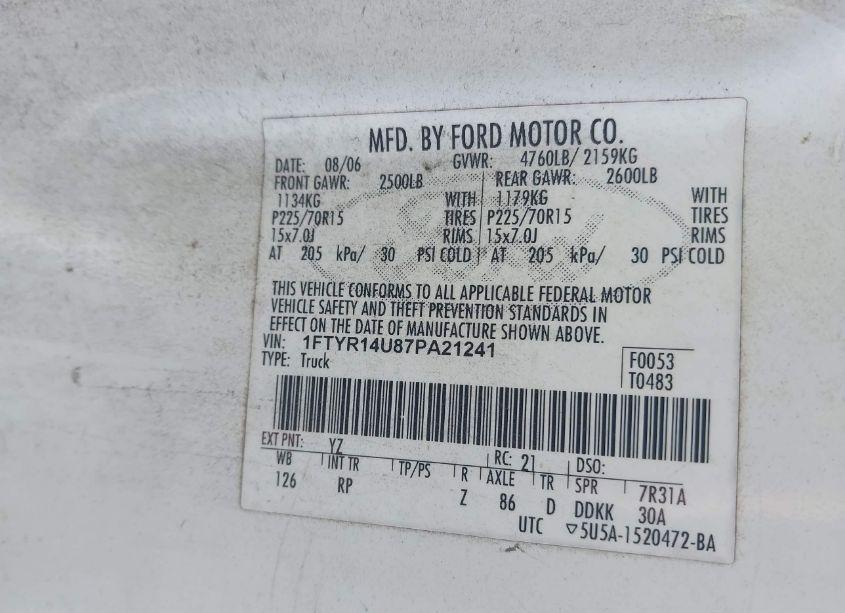 MFD. BY FORD MOTOR CO.
DATE: 08/06 GVWR: 4760LB/ 2159KG
FRONT GAWR: 2500LB REAR GAWR: 2600LB
1134KG WITH 1179KG WITH
P225/70R15 TIRES P225/70R15 TIRES
15x7.0J RIMS 15x7.0J RIMS
AT 205 kPa/ 30 PSI COLD AT 205 kPa/ 30 PSI COLD
THIS VEHICLE CONFORMS TO ALL APPLICABLE FEDERAL MOTOR
VEHICLE SAFETY AND THEFT PREVENTION STANDARDS IN
EFFECT ON THE DATE OF MANUFACTURE SHOWN ABOVE.
VIN: 1FTYR14U87PA21241
TYPE: Truck
F0053
T0483
EXT PNT: YZ RC: 21 DSO:
WB INT TR TP/PS R AXLE TR SPR 7R31A
126 RP Z 86 D DDKK 30A
UTC ▽5U5A-1520472-BA